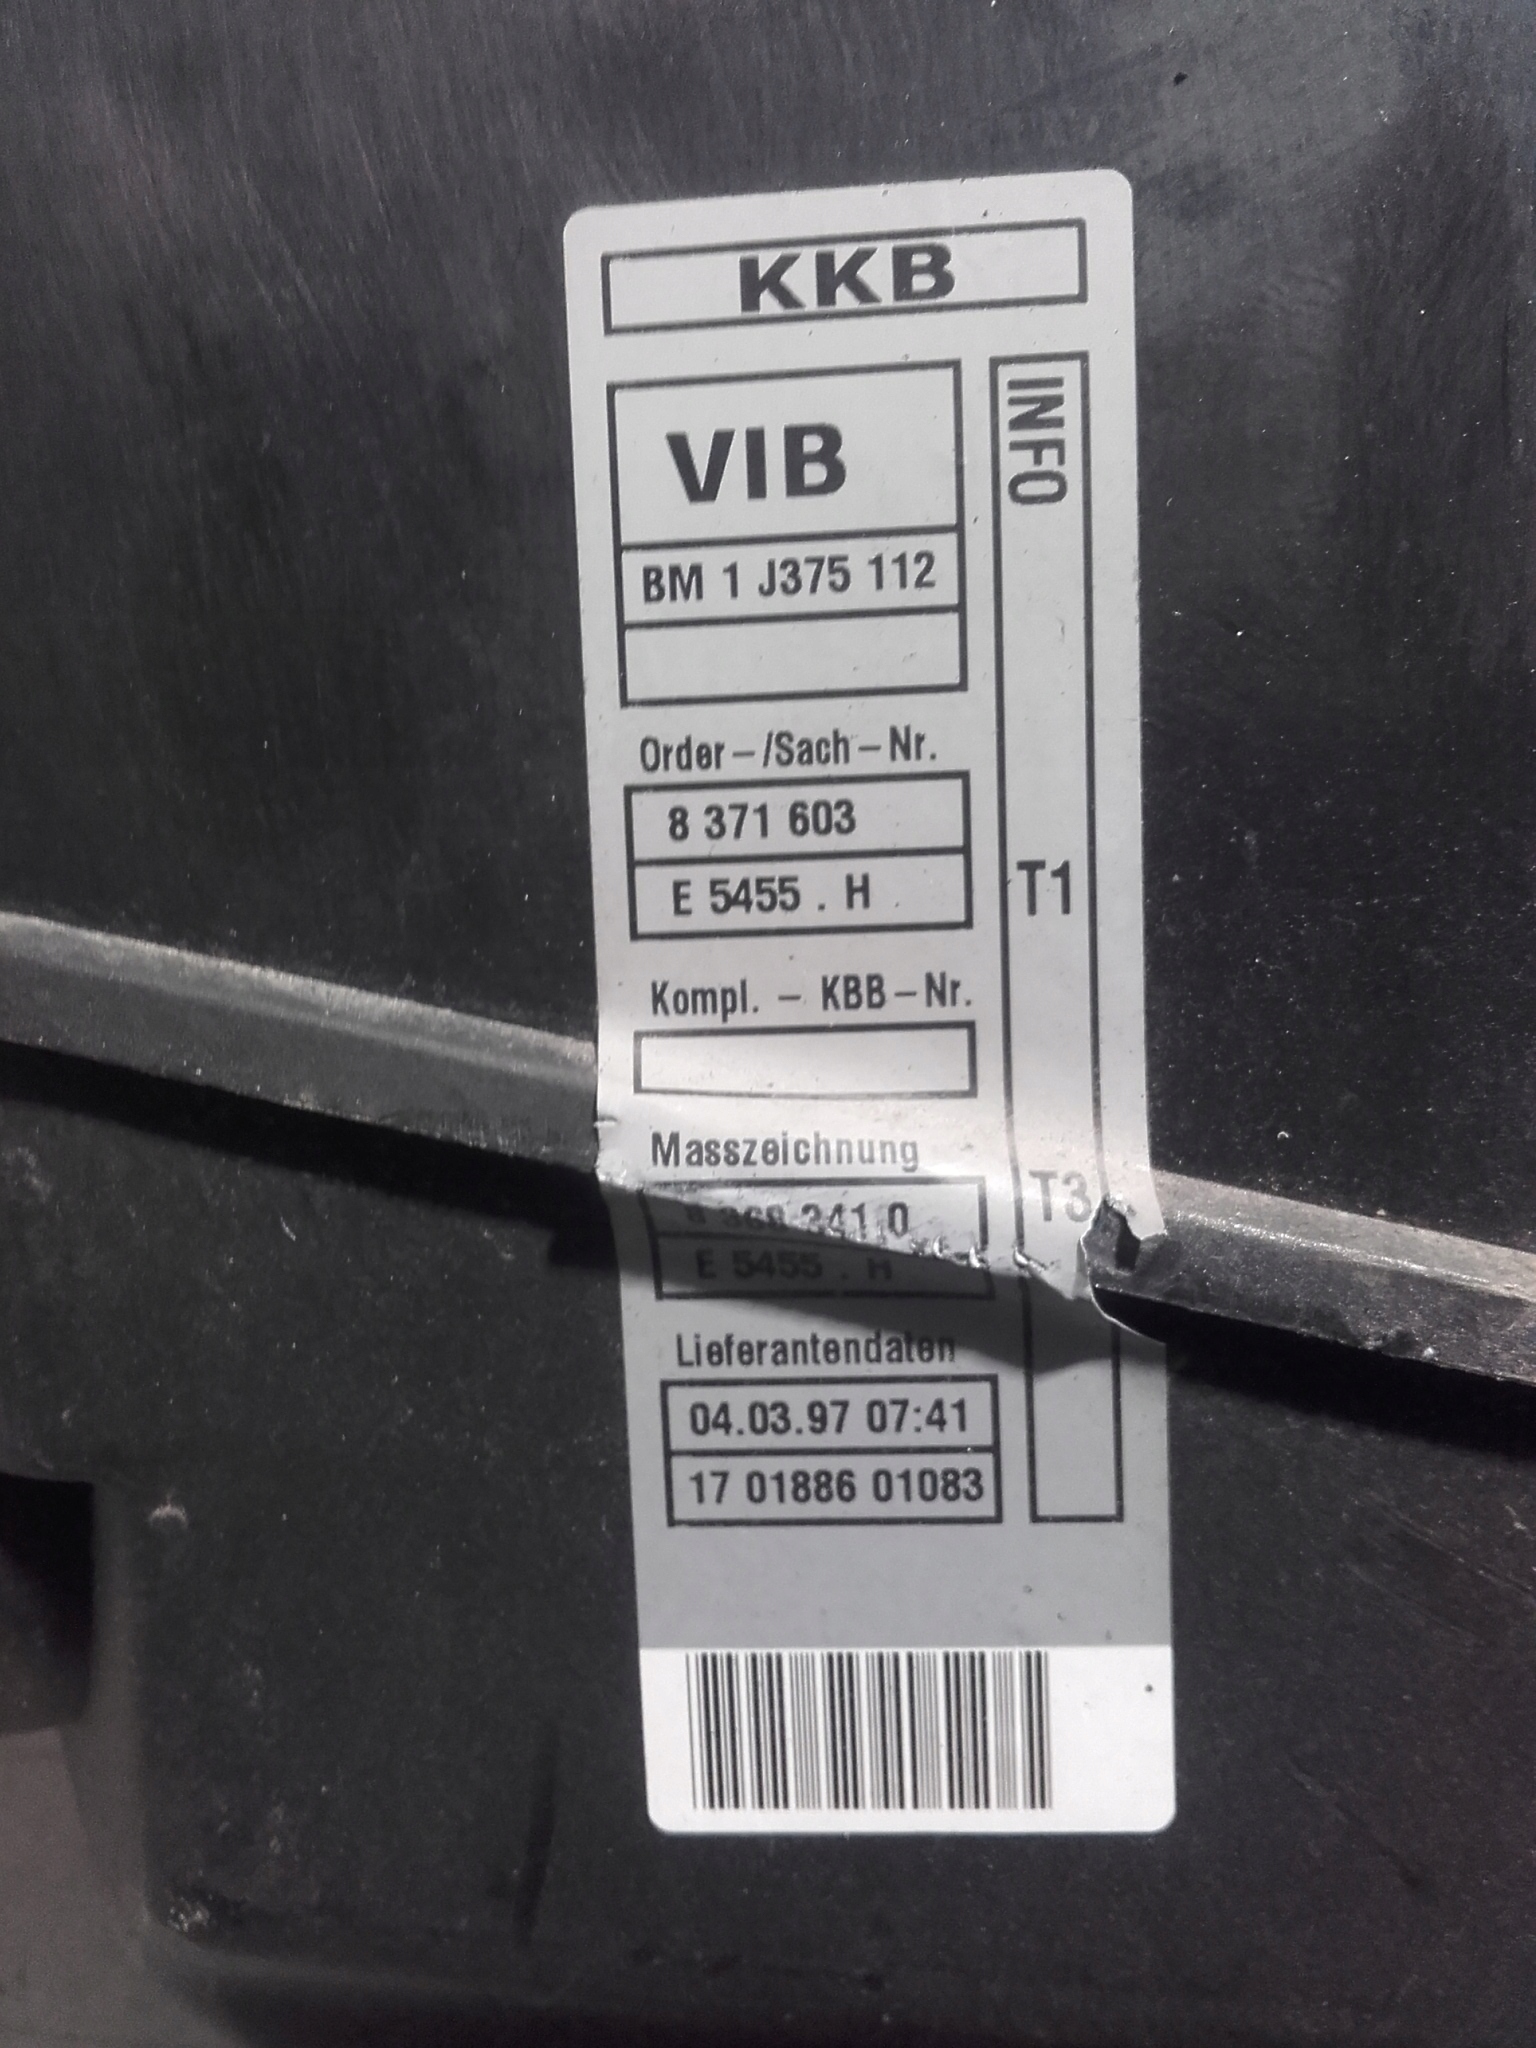 KKB
VIB
INFO
BM 1 J375 112
Order-/Sach-Nr.
8 371 603
E 5455 . H
T1
Kompl. - KBB-Nr.
Masszeichnung
T3
E 5455 . H
Lieferantendaten
04.03.97 07:41
17 01886 01083